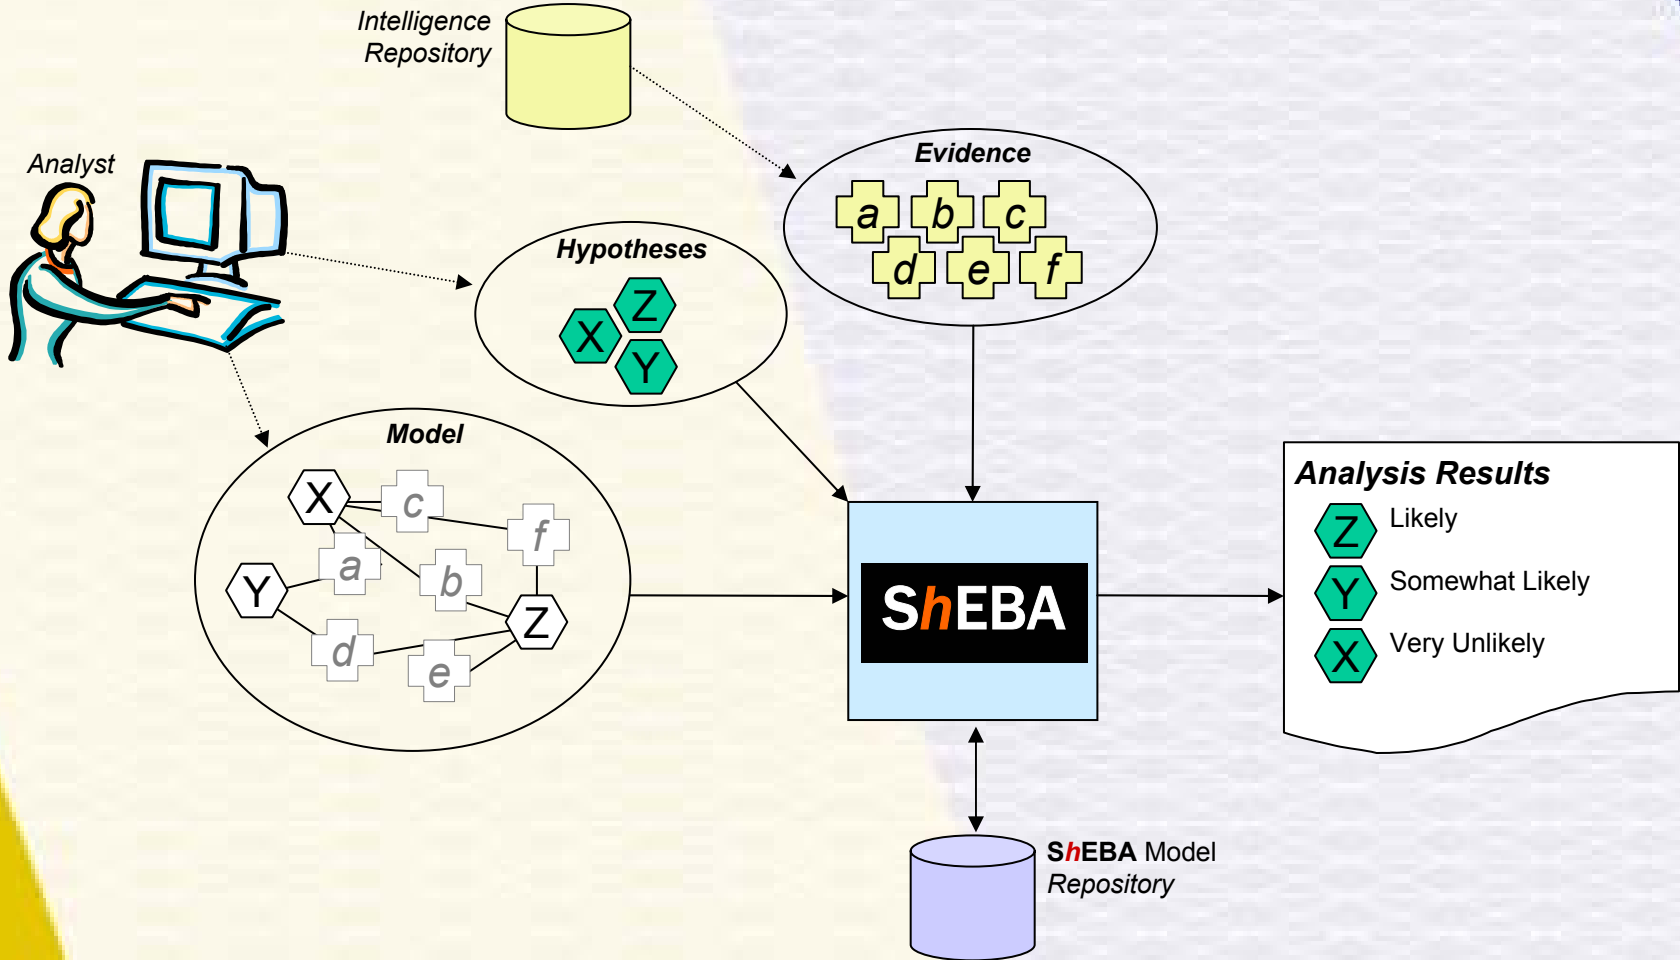 Intelligence
Repository
Analyst
Evidence
a b c
d e f
Hypotheses
Z
X
Y
Model
X
c
f
a
b
Y
Z
d
e
ShEBA
Analysis Results
Z Likely
Y Somewhat Likely
X Very Unlikely
ShEBA Model
Repository